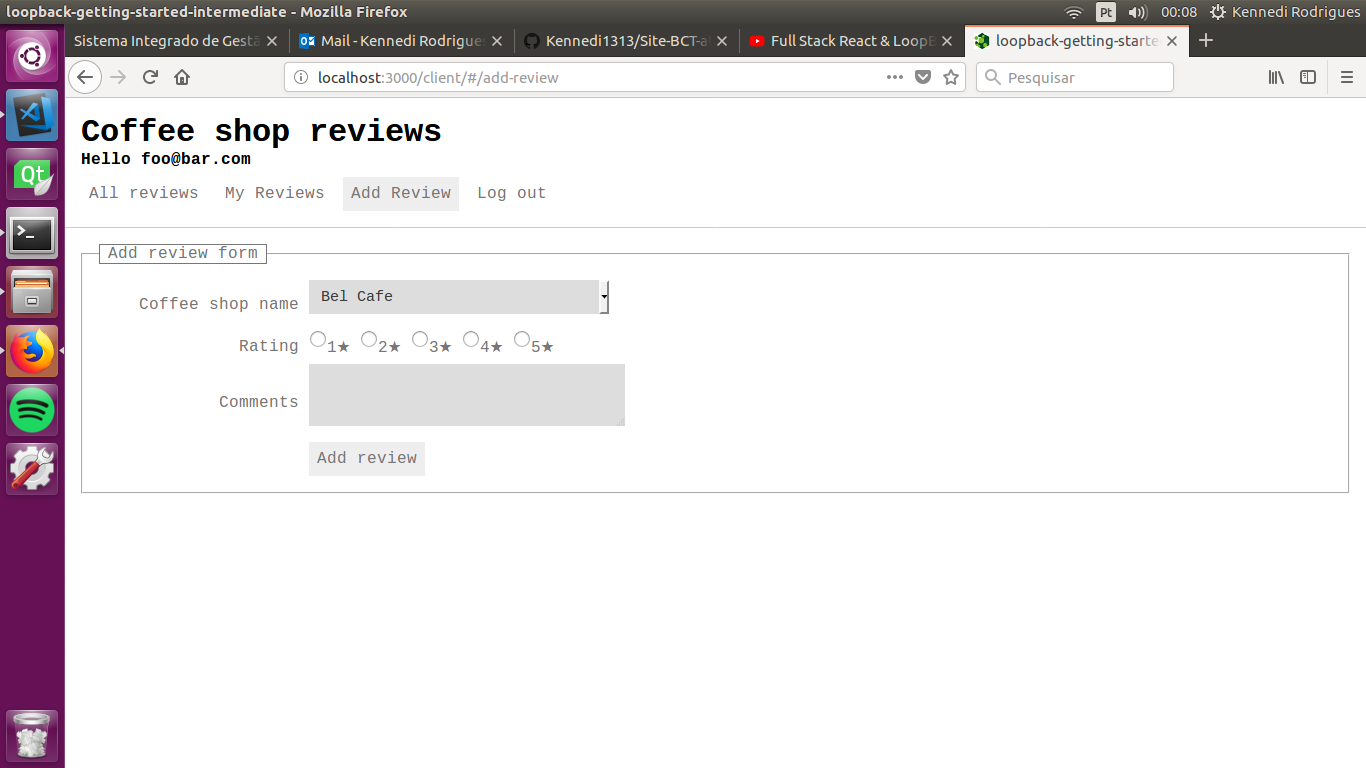 loopback-getting-started-intermediate - Mozilla Firefox
Pt
00:08
Kennedi Rodrigues
Sistema Integrado de Gestã
Mail - Kennedi Rodrigue
Kennedi1313/Site-BCT-a
Full Stack React & LoopB
loopback-getting-starte
localhost:3000/client/#/add-review
Pesquisar
Qt
>_
Coffee shop reviews
Hello foo@bar.com
All reviews
My Reviews
Add Review
Log out
Add review form
Coffee shop name
Bel Cafe
Rating
1★ 2★ 3★ 4★ 5★
Comments
Add review